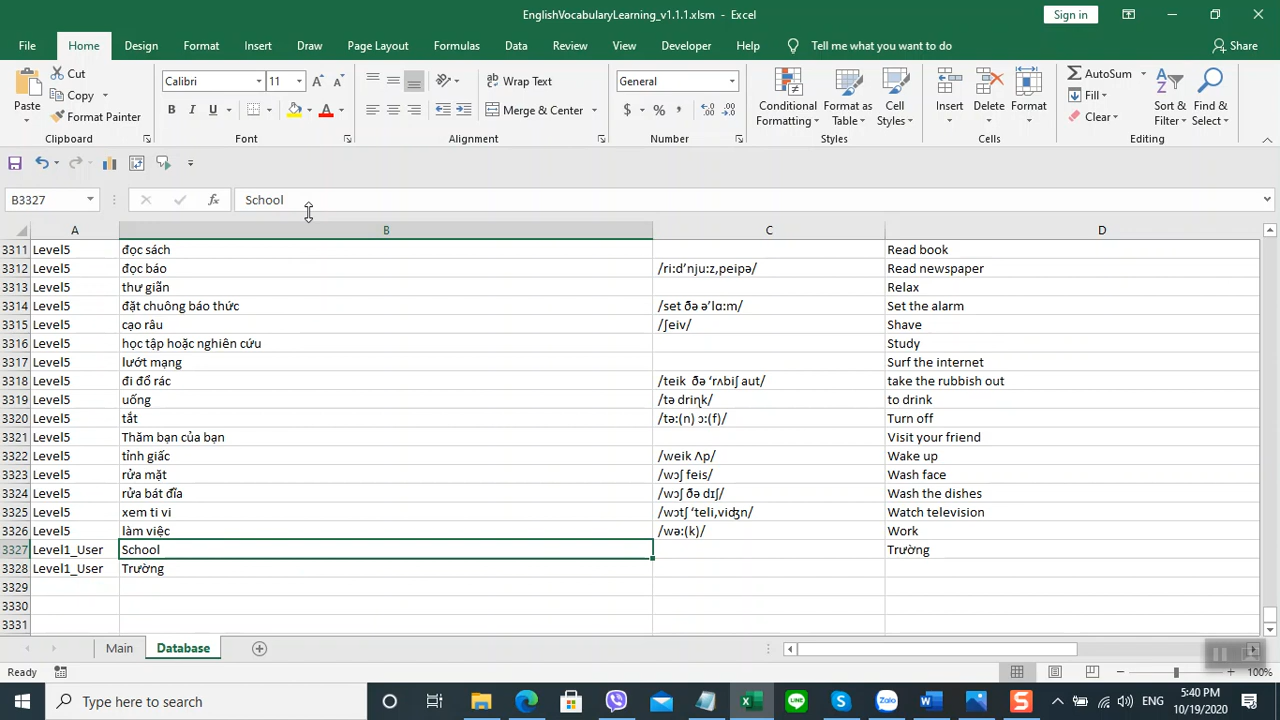 EnglishVocabularyLearning_v1.1.1.xlsm - Excel
Sign in
File Home Design Format Insert Draw Page Layout Formulas Data Review View Developer Help Tell me what you want to do Share
Paste
Cut
Copy
Format Painter
Clipboard
Calibri 11
B I U
Font
Wrap Text
Merge & Center
Alignment
General
$ %
Number
Conditional Formatting
Format as Table
Cell Styles
Styles
Insert
Delete
Format
Cells
AutoSum
Fill
Clear
Sort & Filter
Find & Select
Editing
B3327 fx School
A B C D
3311 Level5 đọc sách Read book
3312 Level5 đọc báo /ri:d’nju:z,peipə/ Read newspaper
3313 Level5 thư giãn Relax
3314 Level5 đặt chuông báo thức /set ðə ə’lɑ:m/ Set the alarm
3315 Level5 cạo râu /ʃeiv/ Shave
3316 Level5 học tập hoặc nghiên cứu Study
3317 Level5 lướt mạng Surf the internet
3318 Level5 đi đổ rác /teik ðə ‘rʌbiʃ aut/ take the rubbish out
3319 Level5 uống /tə driɳk/ to drink
3320 Level5 tắt /tə:(n) ɔ:(f)/ Turn off
3321 Level5 Thăm bạn của bạn Visit your friend
3322 Level5 tỉnh giấc /weik Λp/ Wake up
3323 Level5 rửa mặt /wɔʃ feis/ Wash face
3324 Level5 rửa bát đĩa /wɔʃ ðə dɪʃ/ Wash the dishes
3325 Level5 xem ti vi /wɔtʃ ‘teli,viʤn/ Watch television
3326 Level5 làm việc /wə:(k)/ Work
3327 Level1_User School Trường
3328 Level1_User Trường
3329
3330
3331
Main Database
Ready 100%
Type here to search
5:40 PM
10/19/2020